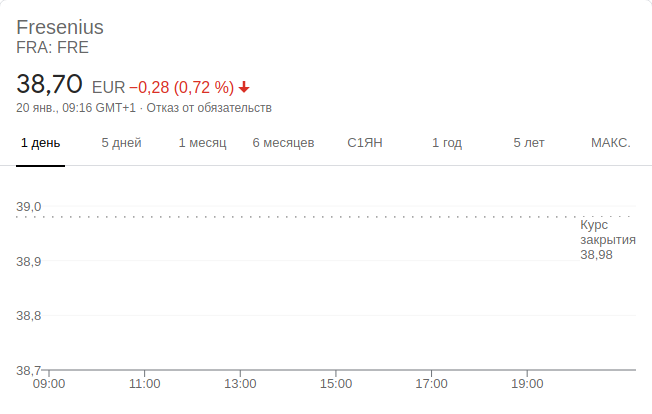 Fresenius
FRA: FRE
38,70 EUR −0,28 (0,72 %)
20 янв., 09:16 GMT+1 · Отказ от обязательств
1 день 5 дней 1 месяц 6 месяцев С1ЯН 1 год 5 лет МАКС.
39,0
Курс
закрытия
38,98
38,9
38,8
38,7
09:00 11:00 13:00 15:00 17:00 19:00